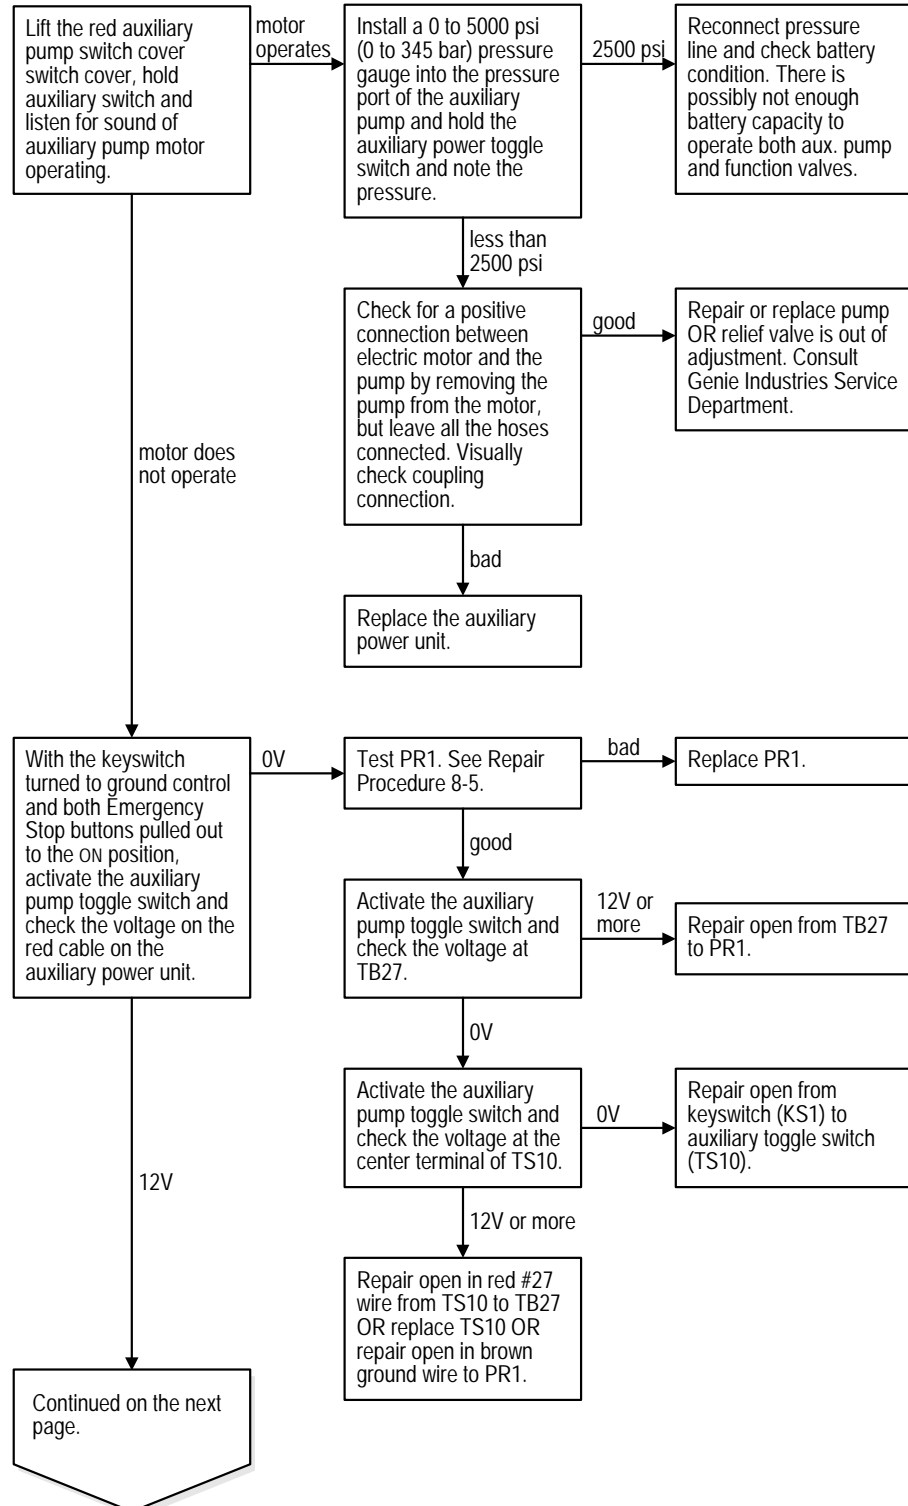 Lift the red auxiliary
pump switch cover
switch cover, hold
auxiliary switch and
listen for sound of
auxiliary pump motor
operating.
motor
operates
Install a 0 to 5000 psi
(0 to 345 bar) pressure
gauge into the pressure
port of the auxiliary
pump and hold the
auxiliary power toggle
switch and note the
pressure.
2500 psi
Reconnect pressure
line and check battery
condition. There is
possibly not enough
battery capacity to
operate both aux. pump
and function valves.
less than
2500 psi
Check for a positive
connection between
electric motor and the
pump by removing the
pump from the motor,
but leave all the hoses
connected. Visually
check coupling
connection.
good
Repair or replace pump
OR relief valve is out of
adjustment. Consult
Genie Industries Service
Department.
motor does
not operate
bad
Replace the auxiliary
power unit.
With the keyswitch
turned to ground control
and both Emergency
Stop buttons pulled out
to the ON position,
activate the auxiliary
pump toggle switch and
check the voltage on the
red cable on the
auxiliary power unit.
0V
Test PR1. See Repair
Procedure 8-5.
bad
Replace PR1.
good
Activate the auxiliary
pump toggle switch and
check the voltage at
TB27.
12V or
more
Repair open from TB27
to PR1.
0V
Activate the auxiliary
pump toggle switch and
check the voltage at the
center terminal of TS10.
0V
Repair open from
keyswitch (KS1) to
auxiliary toggle switch
(TS10).
12V
12V or more
Repair open in red #27
wire from TS10 to TB27
OR replace TS10 OR
repair open in brown
ground wire to PR1.
Continued on the next
page.